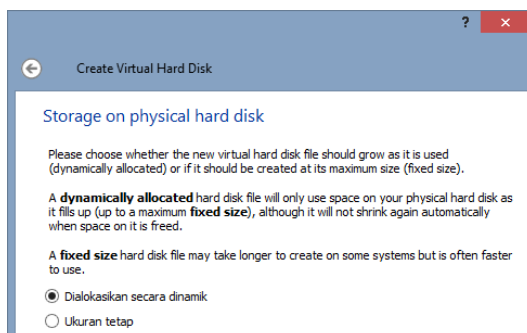 ?
Create Virtual Hard Disk
Storage on physical hard disk
Please choose whether the new virtual hard disk file should grow as it is used
(dynamically allocated) or if it should be created at its maximum size (fixed size).
A dynamically allocated hard disk file will only use space on your physical hard disk as
it fills up (up to a maximum fixed size), although it will not shrink again automatically
when space on it is freed.
A fixed size hard disk file may take longer to create on some systems but is often faster
to use.
Dialokasikan secara dinamik
Ukuran tetap